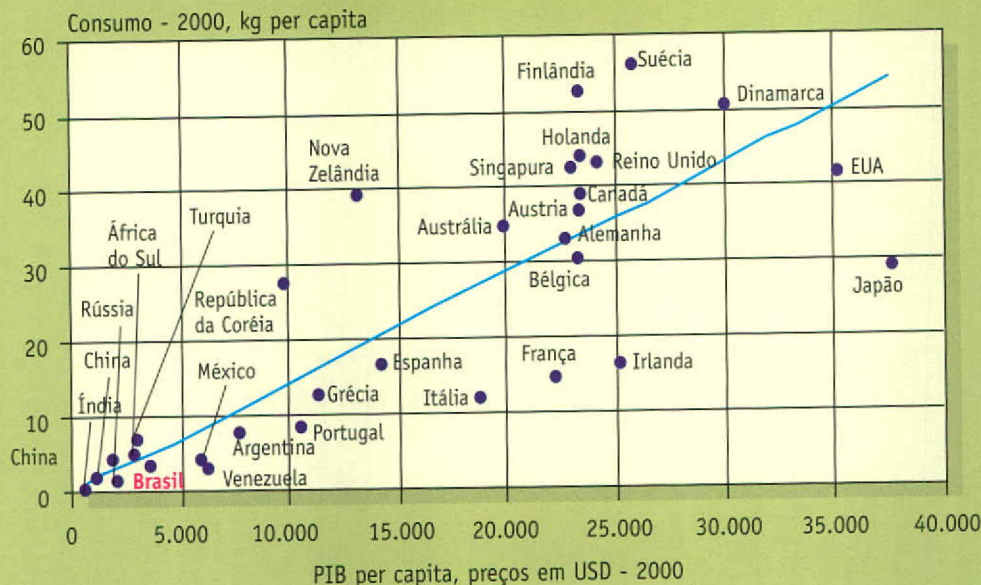 Consumo - 2000, kg per capita
60
50
40
30
20
10
China
0
Suécia
Finlândia
Dinamarca
Holanda
Nova
Zelândia
Singapura
Reino Unido
EUA
Canadá
Austria
Turquia
Austrália
Alemanha
África
do Sul
Bélgica
Japão
República
da Coréia
Rússia
China
México
Espanha
França
Irlanda
Índia
Grécia
Itália
Argentina
Portugal
Brasil
Venezuela
0
5.000
10.000
15.000
20.000
25.000
30.000
35.000
40.000
PIB per capita, preços em USD - 2000